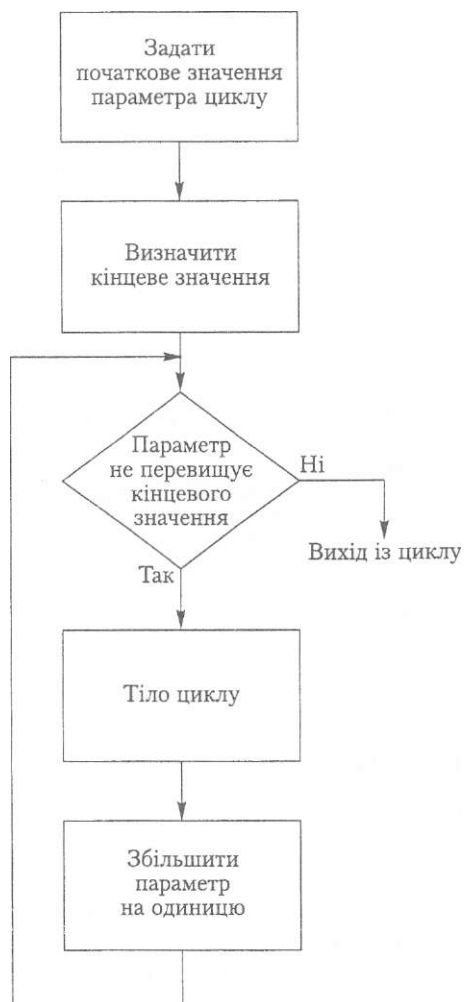 Задати
початкове значення
параметра циклу
Визначити
кінцеве значення
Параметр
не перевищує
кінцевого
значення
Ні
Вихід із циклу
Так
Тіло циклу
Збільшити
параметр
на одиницю